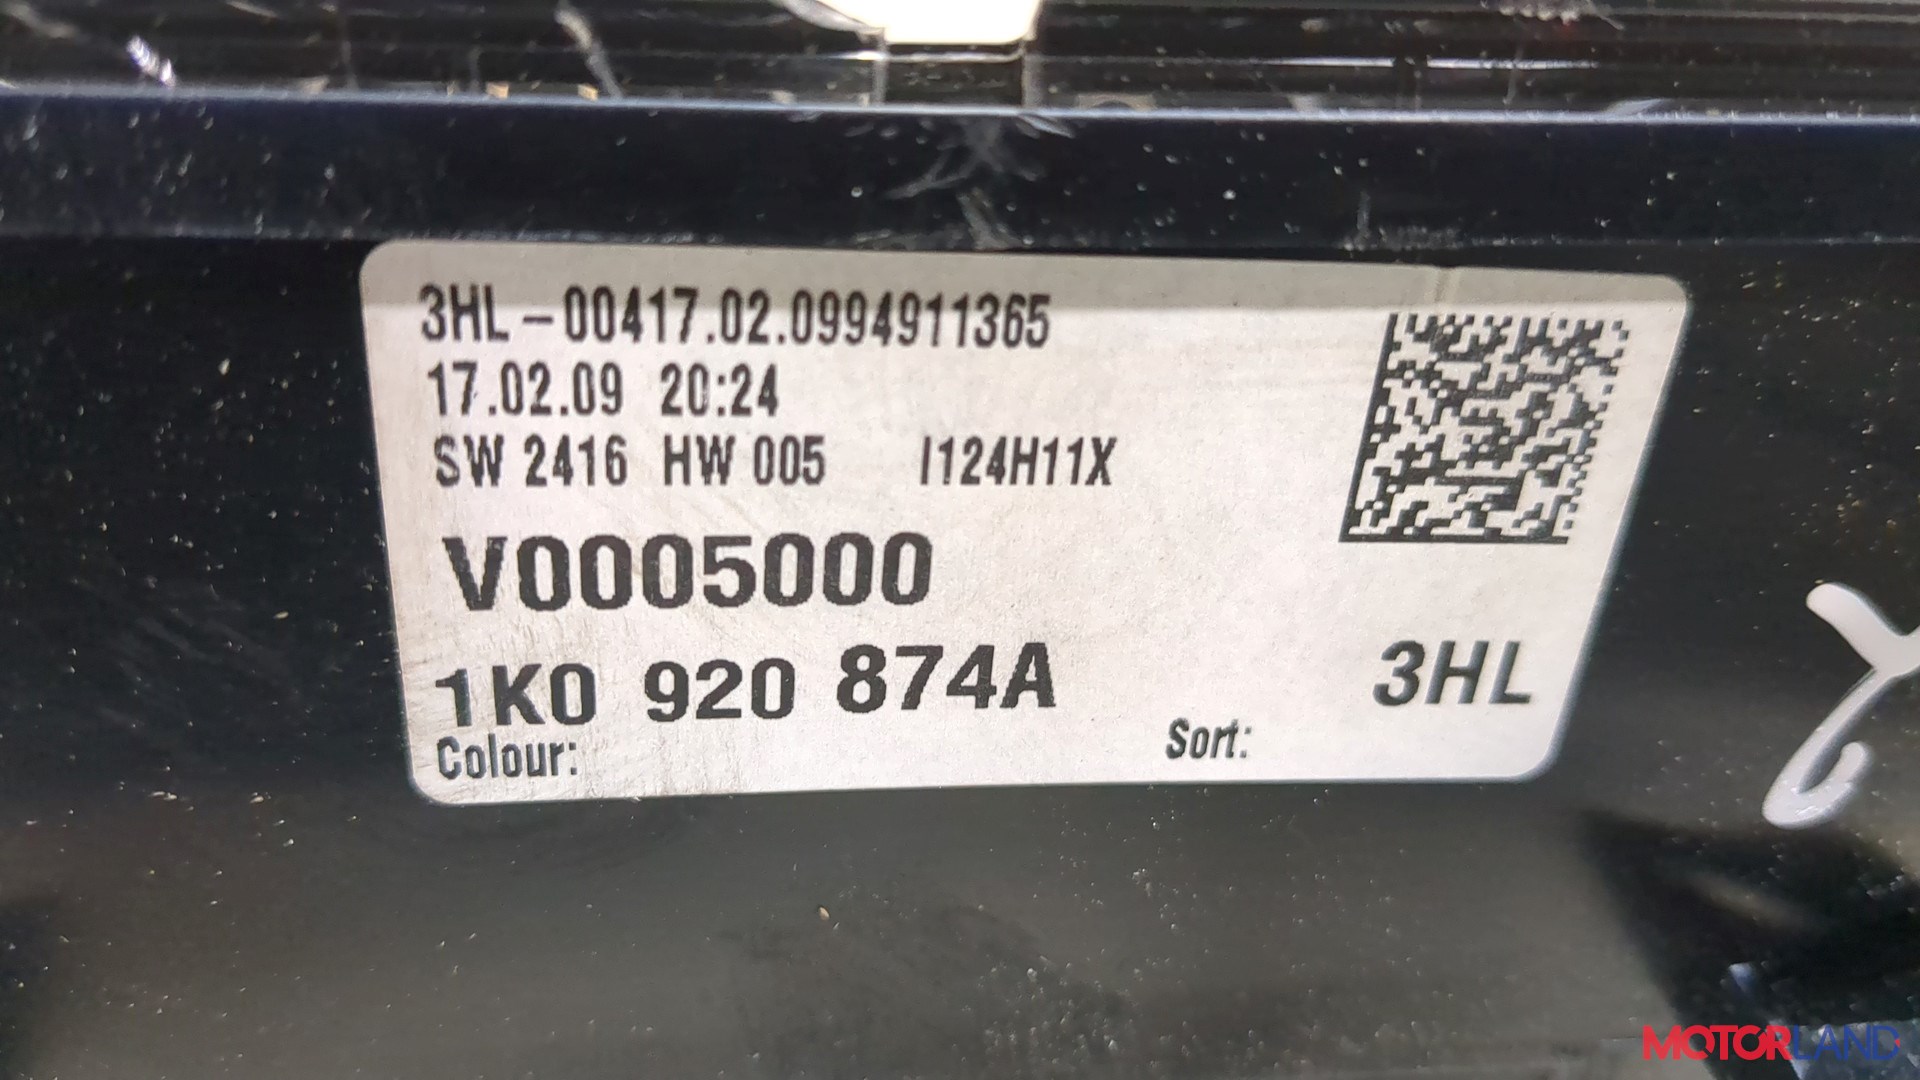 3HL-00417.02.0994911365
17.02.09 20:24
SW 2416 HW 005 I124H11X
V0005000
1K0 920 874A 3HL
Colour: Sort:
MOTORLAND